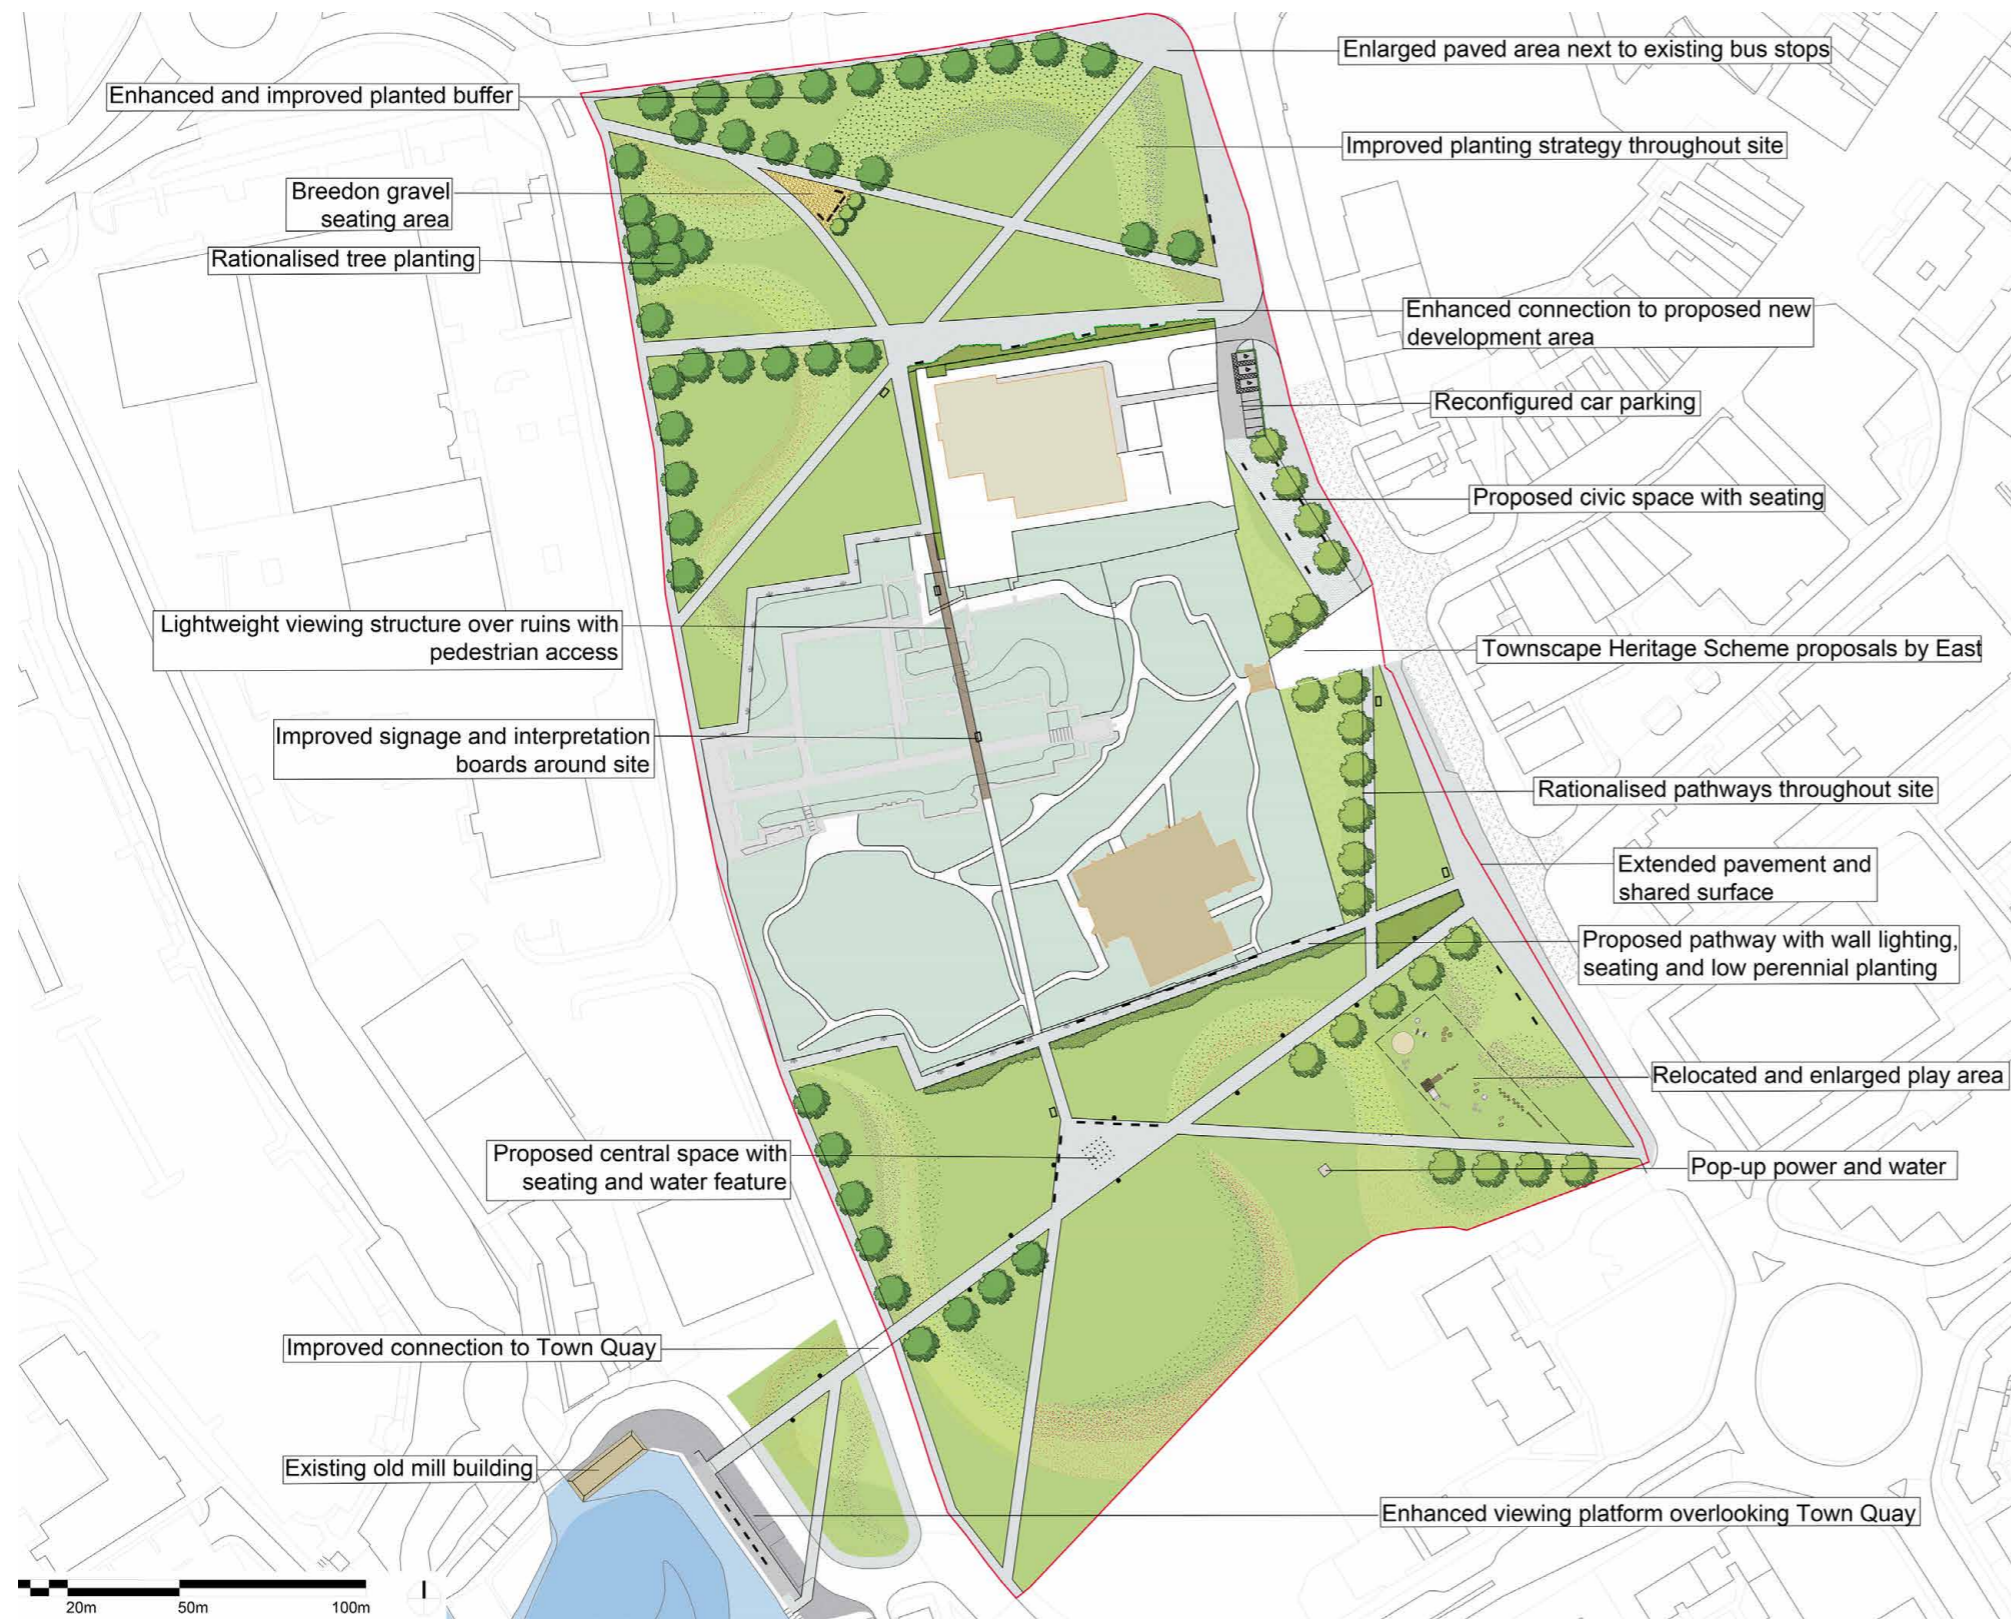 Enlarged paved area next to existing bus stops
Enhanced and improved planted buffer
Improved planting strategy throughout site
Breedon gravel
seating area
Rationalised tree planting
Enhanced connection to proposed new
development area
Reconfigured car parking
Proposed civic space with seating
Lightweight viewing structure over ruins with
pedestrian access
Townscape Heritage Scheme proposals by East
Improved signage and interpretation
boards around site
Rationalised pathways throughout site
Extended pavement and
shared surface
Proposed pathway with wall lighting,
seating and low perennial planting
Relocated and enlarged play area
Proposed central space with
seating and water feature
Pop-up power and water
Improved connection to Town Quay
Existing old mill building
Enhanced viewing platform overlooking Town Quay
20m 50m 100m